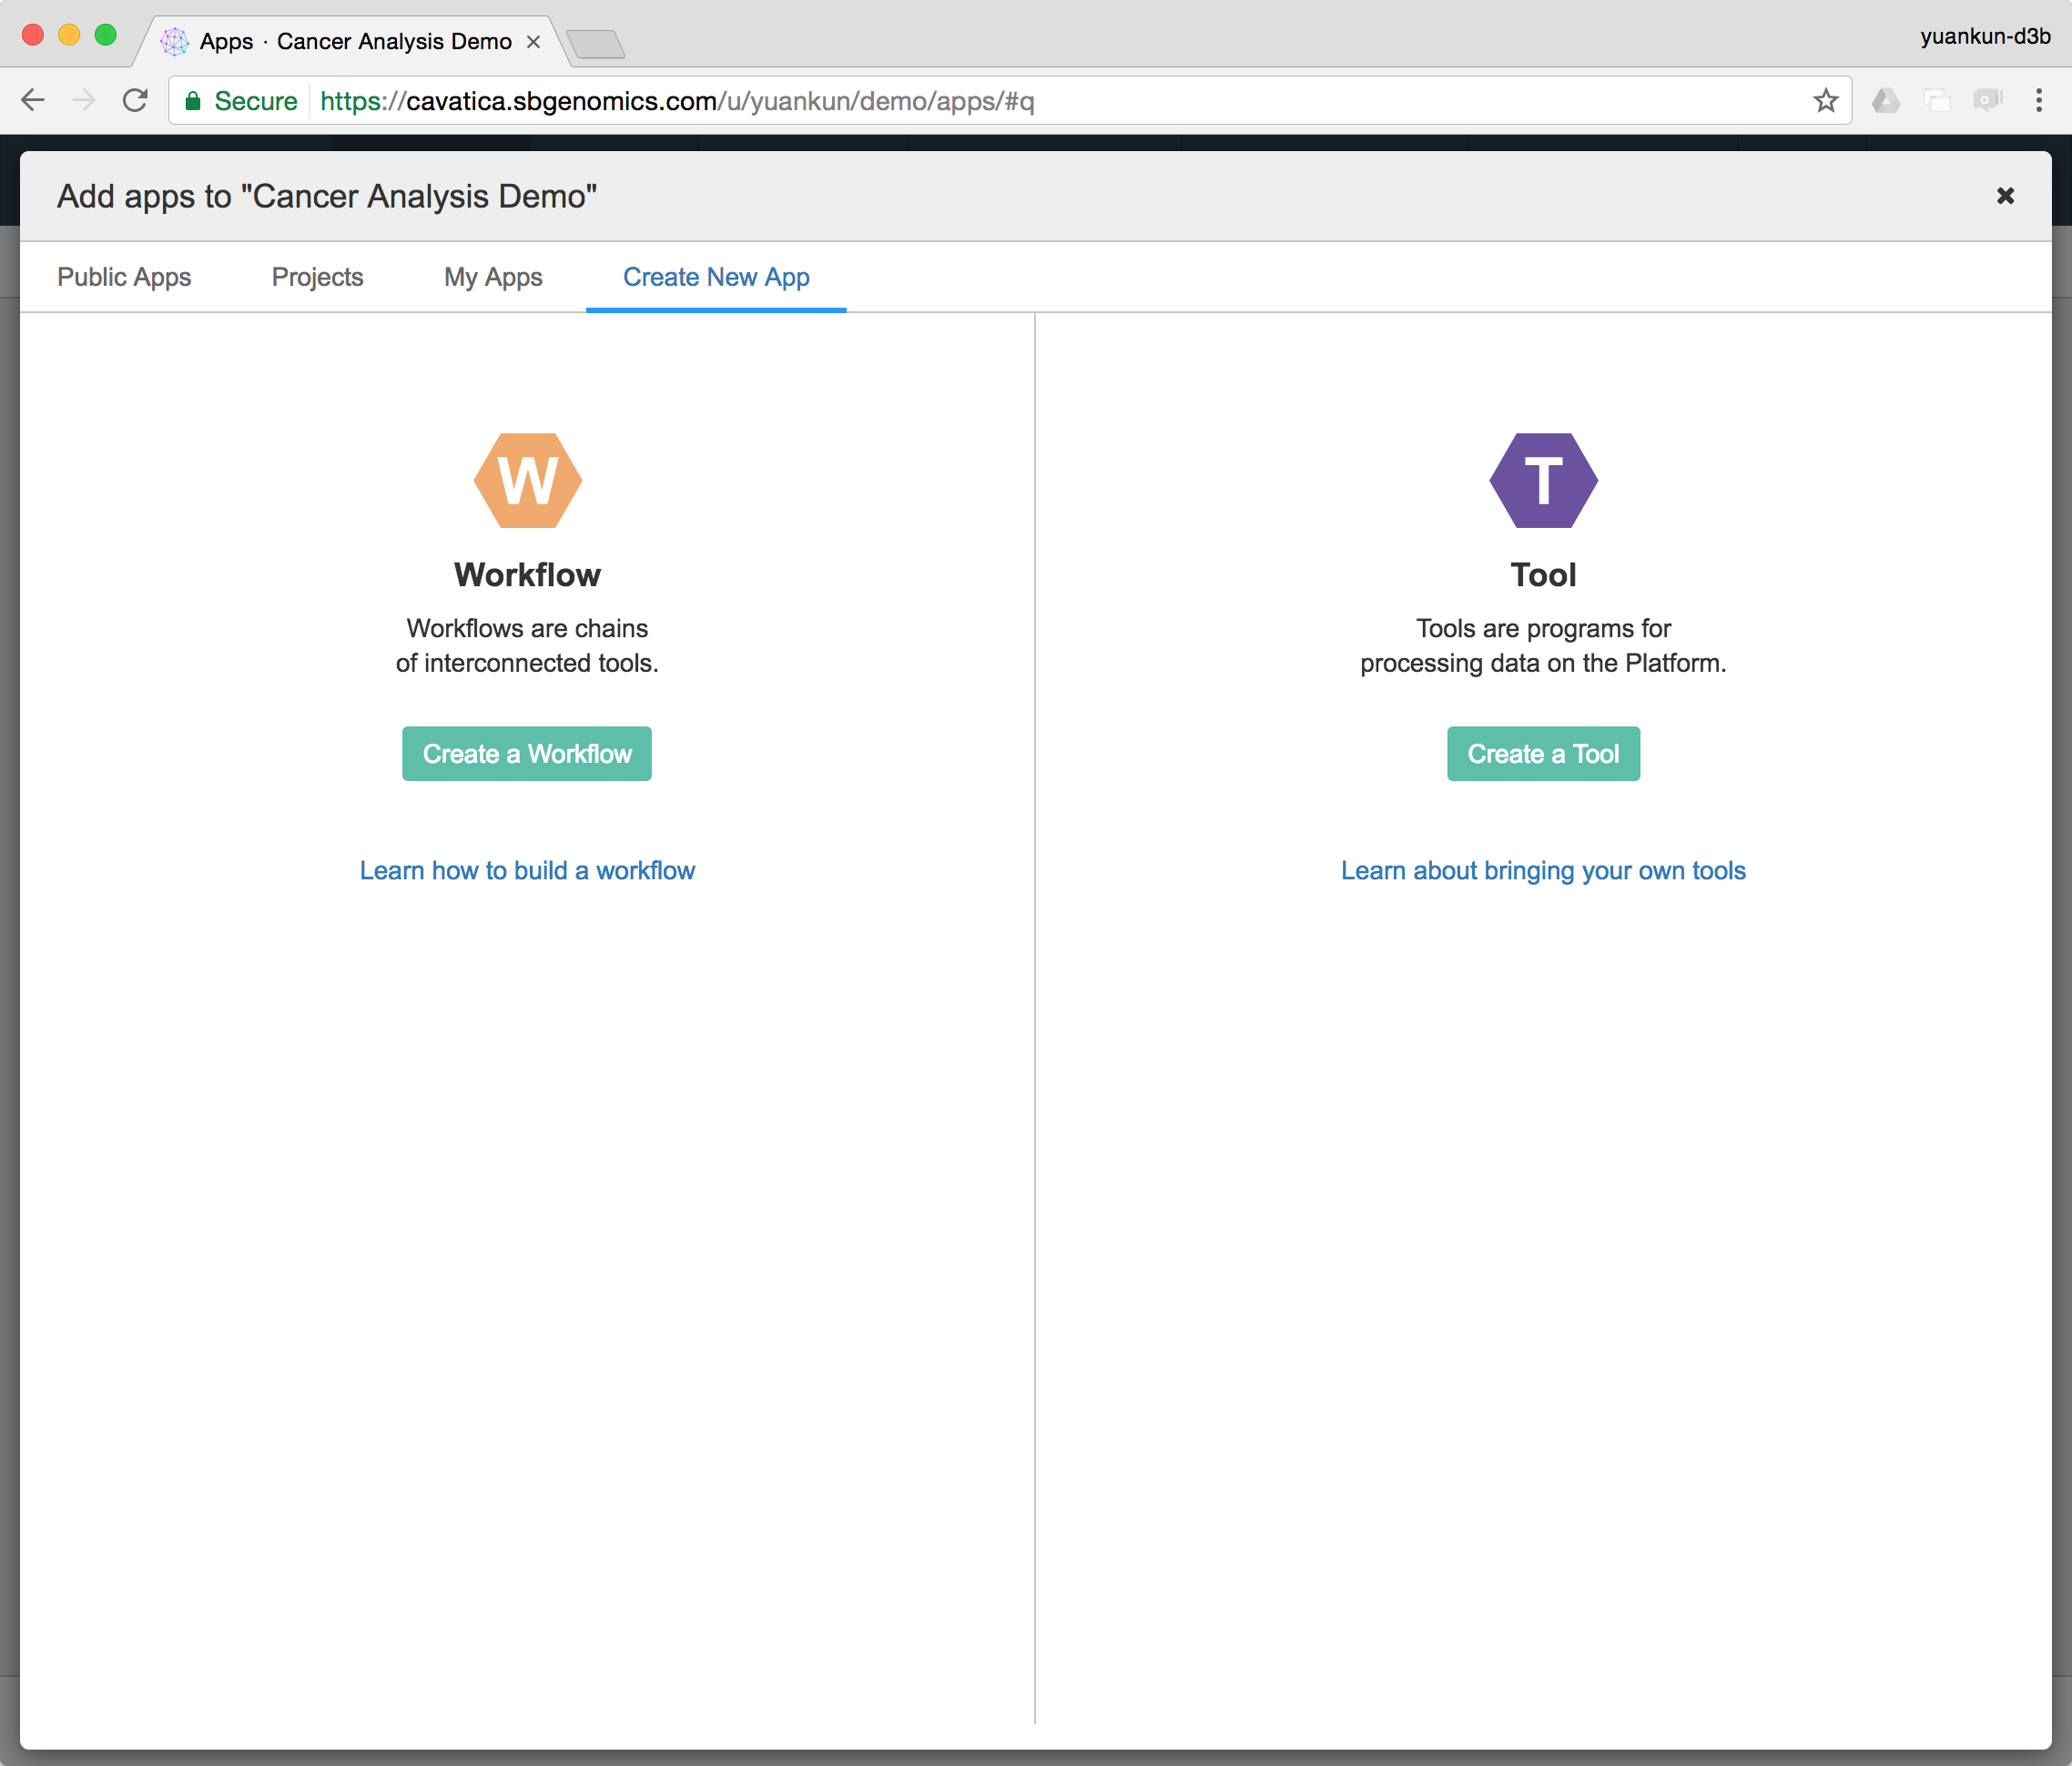 Apps · Cancer Analysis Demo
yuankun-d3b
Secure https://cavatica.sbgenomics.com/u/yuankun/demo/apps/#q
Add apps to "Cancer Analysis Demo"
Public Apps Projects My Apps Create New App
W
Workflow
Workflows are chains
of interconnected tools.
Create a Workflow
Learn how to build a workflow
T
Tool
Tools are programs for
processing data on the Platform.
Create a Tool
Learn about bringing your own tools